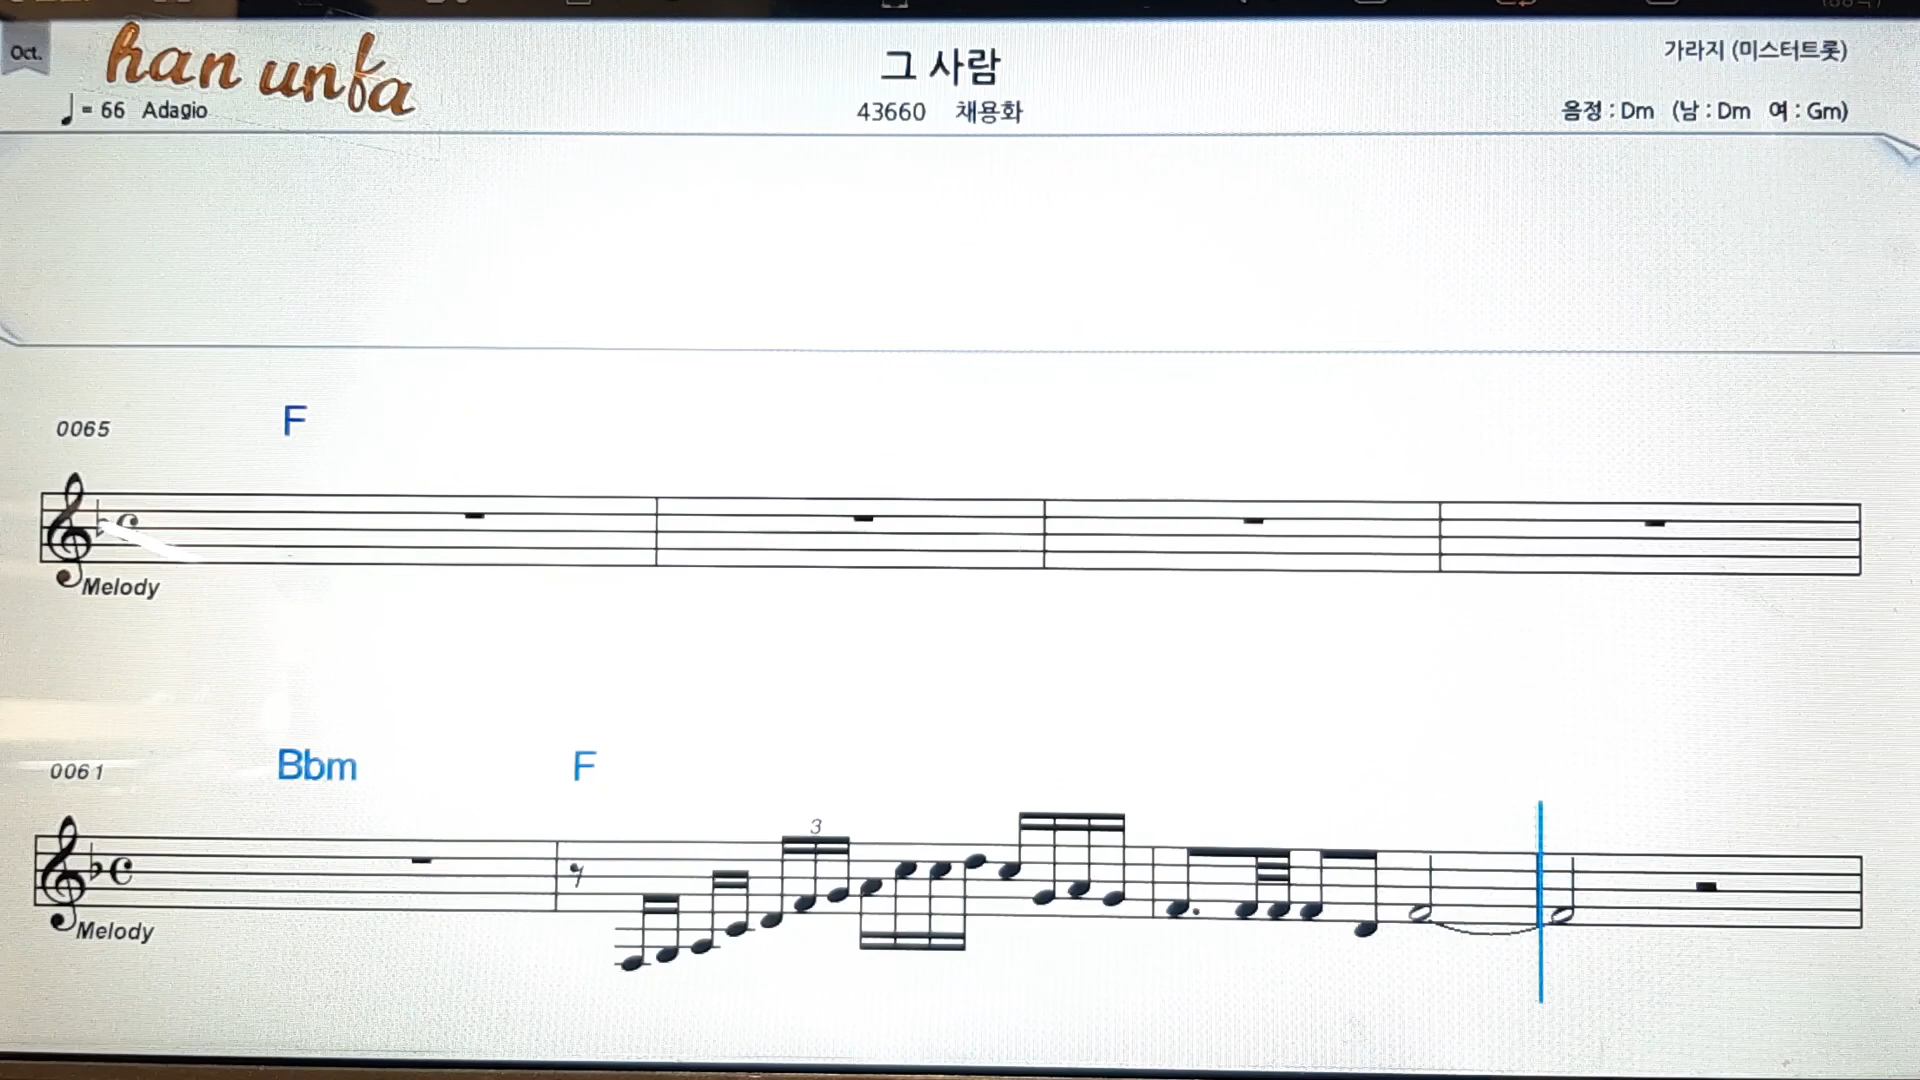 Oct.
han unfa
그 사람
가라지 (미스터트롯)
♩ = 66 Adagio
43660 채용화
음정 : Dm (남 : Dm 여 : Gm)
0065 F
Melody
0061 Bbm F
3
Melody